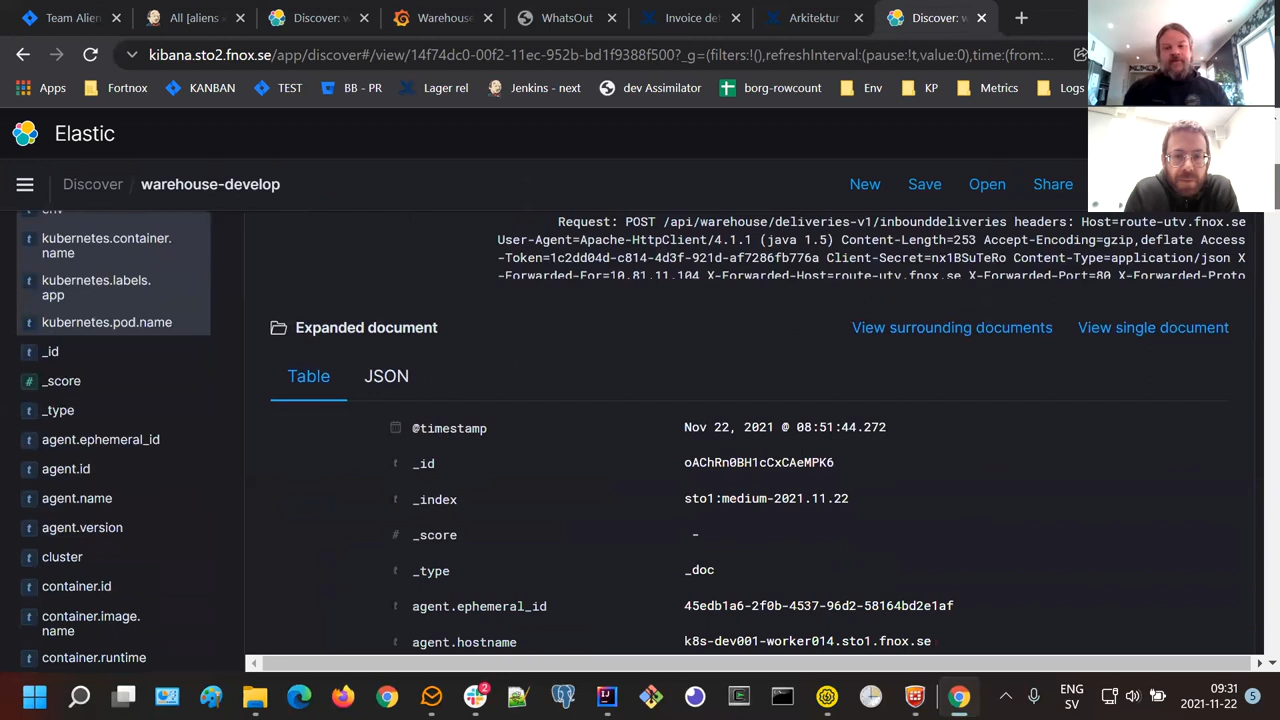 Team Alien
All [aliens
Discover: w
Warehouse
WhatsOut
Invoice del
Arkitektur
Discover: w
kibana.sto2.fnox.se/app/discover#/view/14f74dc0-00f2-11ec-952b-bd1f9388f500?_g=(filters:!(),refreshInterval:(pause:!t,value:0),time:(from:...
Apps
Fortnox
KANBAN
TEST
BB - PR
Lager rel
Jenkins - next
dev Assimilator
borg-rowcount
Env
KP
Metrics
Logs
Elastic
Discover
warehouse-develop
New
Save
Open
Share
env
kubernetes.container.
name
kubernetes.labels.
app
kubernetes.pod.name
_id
_score
_type
agent.ephemeral_id
agent.id
agent.name
agent.version
cluster
container.id
container.image.
name
container.runtime
Request: POST /api/warehouse/deliveries-v1/inbounddeliveries headers: Host=route-utv.fnox.se
User-Agent=Apache-HttpClient/4.1.1 (java 1.5) Content-Length=253 Accept-Encoding=gzip,deflate Access
-Token=1c2dd04d-c814-4d3f-921d-af7286fb776a Client-Secret=nx1BSuTeRo Content-Type=application/json X
-Forwarded-For=10.81.11.104 X-Forwarded-Host=route-utv.fnox.se X-Forwarded-Port=80 X-Forwarded-Proto
Expanded document
View surrounding documents
View single document
Table
JSON
@timestamp
Nov 22, 2021 @ 08:51:44.272
_id
oAChRn0BH1cCxCAeMPK6
_index
sto1:medium-2021.11.22
_score
-
_type
_doc
agent.ephemeral_id
45edb1a6-2f0b-4537-96d2-58164bd2e1af
agent.hostname
k8s-dev001-worker014.sto1.fnox.se
2
ENG
SV
09:31
2021-11-22
5